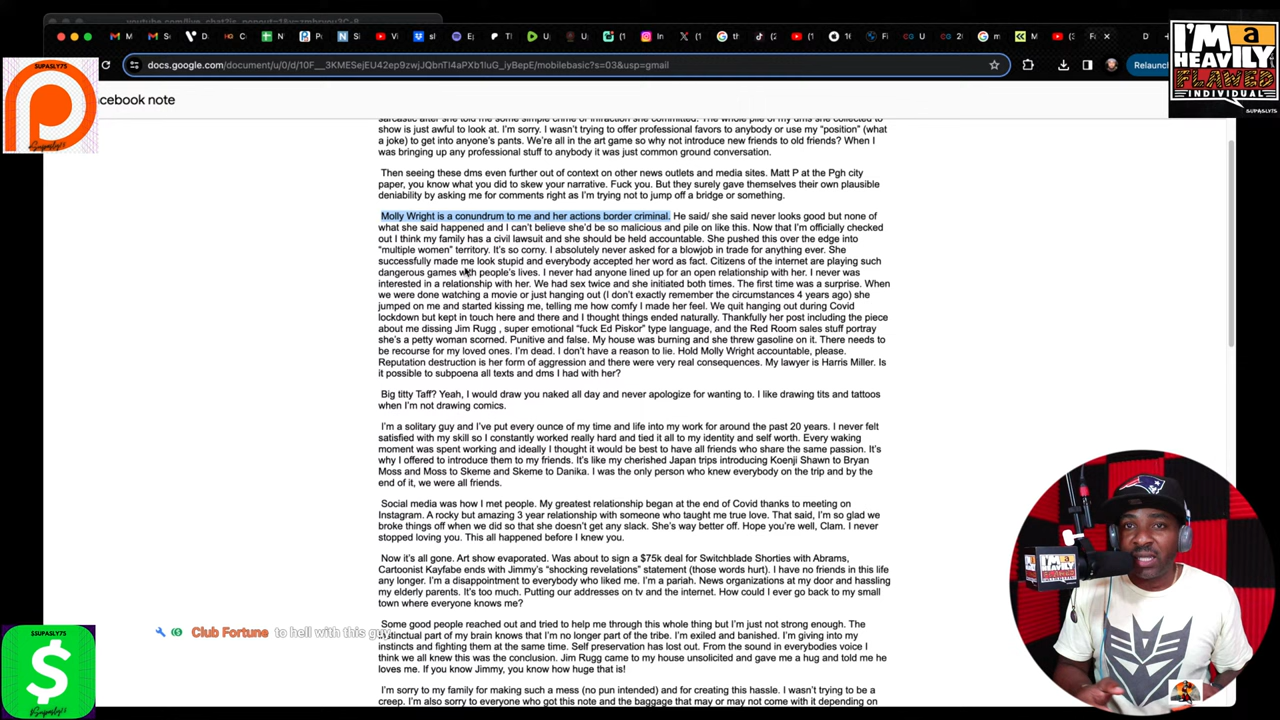 youtube.com/live_chat?is_popout=1&v=zmbryou2C-8
docs.google.com/document/u/0/d/10F__3KMESejEU42ep9zwjJQbnTI4aPXb1IuG_iyBepE/mobilebasic?s=03&usp=gmail
Relaunch
SUPASLY75
I'M a
HEAVILY
FLAWED
INDIVIDUAL
acebook note
sarcastic after she told me some simple crime or infraction she committed. The whole pile of my dms she collected to
show is just awful to look at. I'm sorry. I wasn't trying to offer professional favors to anybody or use my "position" (what
a joke) to get into anyone's pants. We're all in the art game so why not introduce new friends to old friends? When I
was bringing up any professional stuff to anybody it was just common ground conversation.
Then seeing these dms even further out of context on other news outlets and media sites. Matt P at the Pgh city
paper, you know what you did to skew your narrative. Fuck you. But they surely gave themselves their own plausible
deniability by asking me for comments right as I'm trying not to jump off a bridge or something.
Molly Wright is a conundrum to me and her actions border criminal. He said/ she said never looks good but none of
what she said happened and I can't believe she'd be so malicious and pile on like this. Now that I'm officially checked
out I think my family has a civil lawsuit and she should be held accountable. She pushed this over the edge into
"multiple women" territory. It's so corny. I absolutely never asked for a blowjob in trade for anything ever. She
successfully made me look stupid and everybody accepted her word as fact. Citizens of the internet are playing such
dangerous games with people's lives. I never had anyone lined up for an open relationship with her. I never was
interested in a relationship with her. We had sex twice and she initiated both times. The first time was a surprise. When
we were done watching a movie or just hanging out (I don't exactly remember the circumstances 4 years ago) she
jumped on me and started kissing me, telling me how comfy I made her feel. We quit hanging out during Covid
lockdown but kept in touch here and there and I thought things ended naturally. Thankfully her post including the piece
about me dissing Jim Rugg , super emotional "fuck Ed Piskor" type language, and the Red Room sales stuff portray
she's a petty woman scorned. Punitive and false. My house was burning and she threw gasoline on it. There needs to
be recourse for my loved ones. I'm dead. I don't have a reason to lie. Hold Molly Wright accountable, please.
Reputation destruction is her form of aggression and there were very real consequences. My lawyer is Harris Miller. Is
it possible to subpoena all texts and dms I had with her?
Big titty Taff? Yeah, I would draw you naked all day and never apologize for wanting to. I like drawing tits and tattoos
when I'm not drawing comics.
I'm a solitary guy and I've put every ounce of my time and life into my work for around the past 20 years. I never felt
satisfied with my skill so I constantly worked really hard and tied it all to my identity and self worth. Every waking
moment was spent working and ideally I thought it would be best to have all friends who share the same passion. It's
why I offered to introduce them to my friends. It's like my cherished Japan trips introducing Koenji Shawn to Bryan
Moss and Moss to Skeme and Skeme to Danika. I was the only person who knew everybody on the trip and by the
end of it, we were all friends.
Social media was how I met people. My greatest relationship began at the end of Covid thanks to meeting on
Instagram. A rocky but amazing 3 year relationship with someone who taught me true love. That said, I'm so glad we
broke things off when we did so that she doesn't get any slack. She's way better off. Hope you're well, Clam. I never
stopped loving you. This all happened before I knew you.
Now it's all gone. Art show evaporated. Was about to sign a $75k deal for Switchblade Shorties with Abrams,
Cartoonist Kayfabe ends with Jimmy's "shocking revelations" statement (those words hurt). I have no friends in this life
any longer. I'm a disappointment to everybody who liked me. I'm a pariah. News organizations at my door and hassling
my elderly parents. It's too much. Putting our addresses on tv and the internet. How could I ever go back to my small
town where everyone knows me?
Some good people reached out and tried to help me through this whole thing but I'm just not strong enough. The
instinctual part of my brain knows that I'm no longer part of the tribe. I'm exiled and banished. I'm giving into my
instincts and fighting them at the same time. Self preservation has lost out. From the sound in everybodies voice I
think we all knew this was the conclusion. Jim Rugg came to my house unsolicited and gave me a hug and told me he
loves me. If you know Jimmy, you know how huge that is!
I'm sorry to my family for making such a mess (no pun intended) and for creating this hassle. I wasn't trying to be a
creep. I'm also sorry to everyone who got this note and the baggage that may or may not come with it depending on
Club Fortune to hell with this guy
$SUPASLY75
$Supasly75